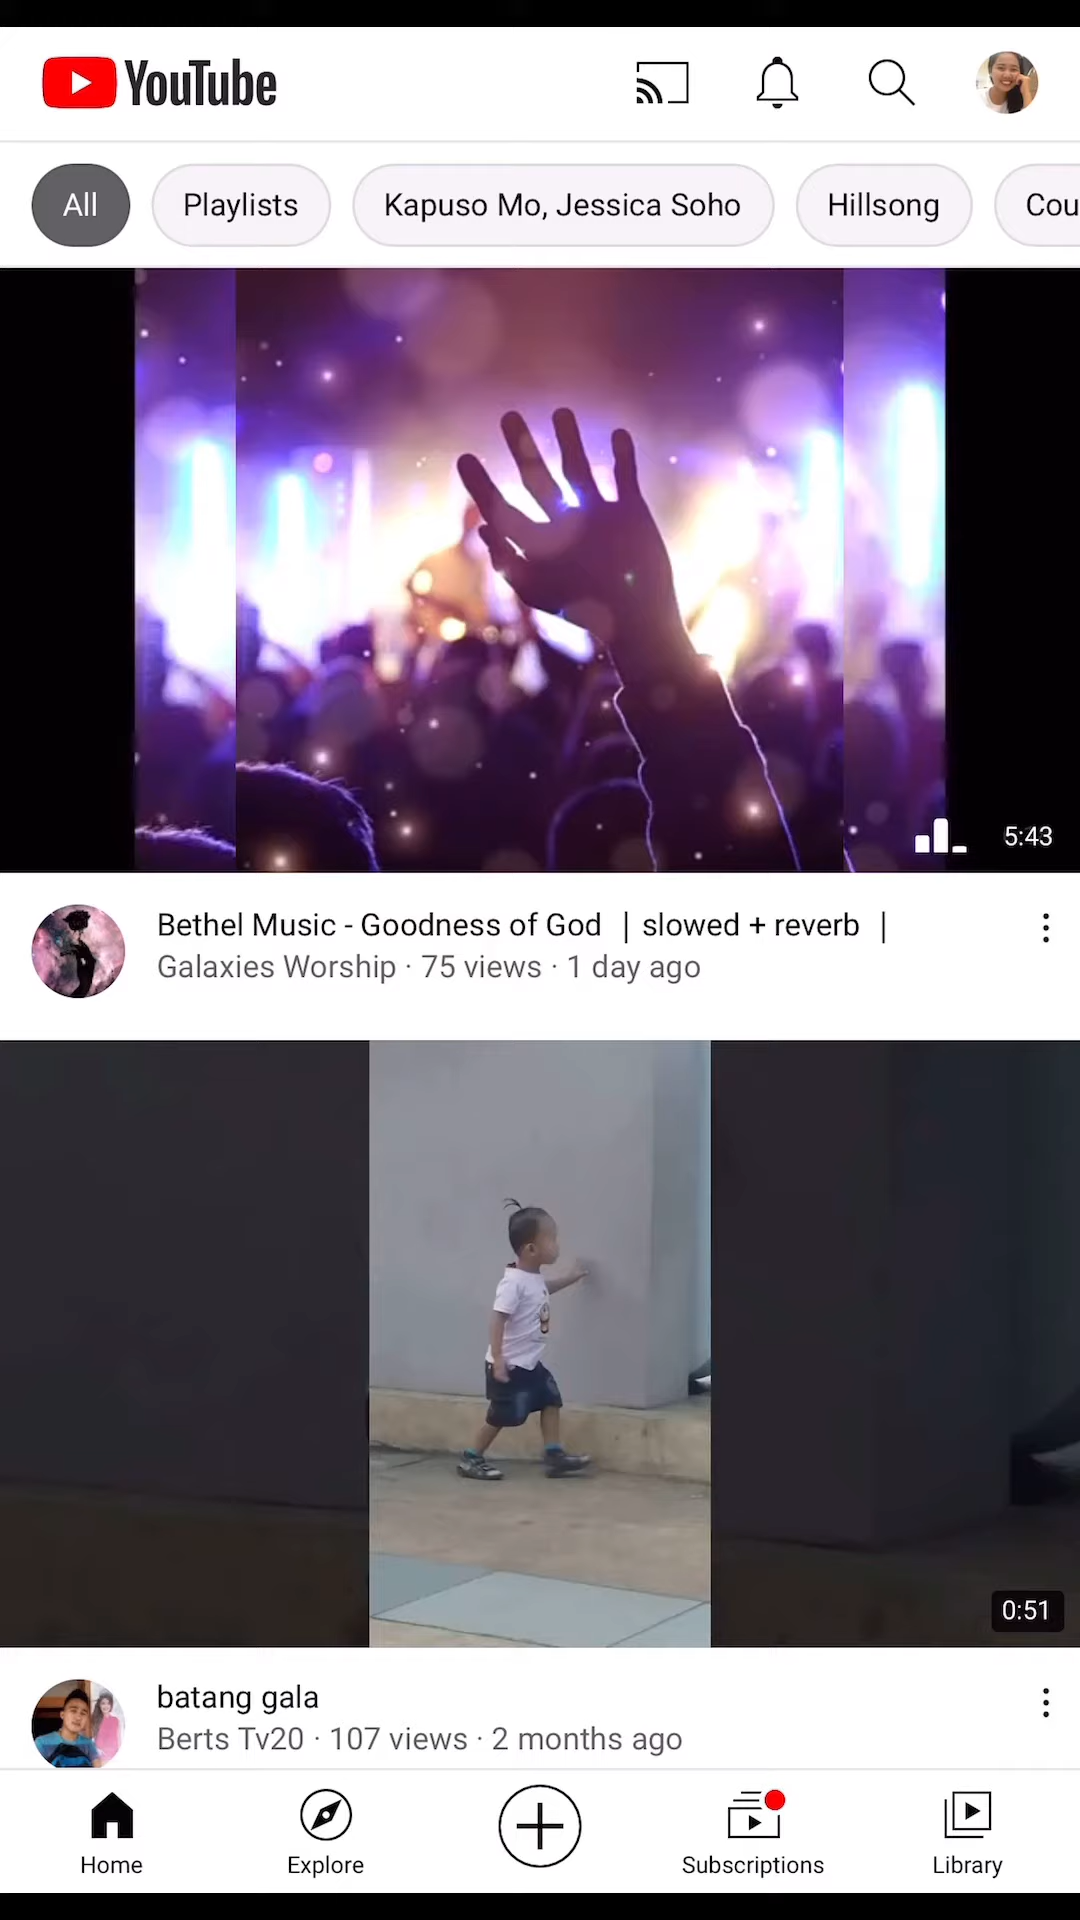 YouTube
All
Playlists
Kapuso Mo, Jessica Soho
Hillsong
Cou
5:43
Bethel Music - Goodness of God | slowed + reverb |
Galaxies Worship · 75 views · 1 day ago
0:51
batang gala
Berts Tv20 · 107 views · 2 months ago
Home
Explore
Subscriptions
Library